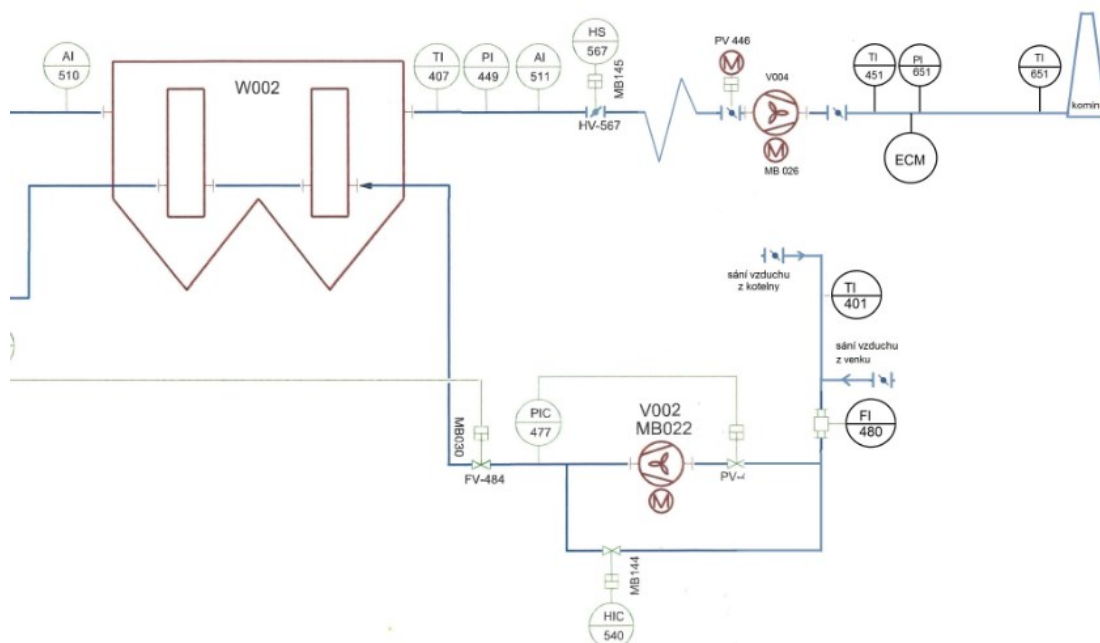 HS
567
PV 446
M
MB145
AI
510
W002
TI
407
PI
449
AI
511
HV-567
V004
M
MB 026
TI
451
PI
651
TI
651
komín
ECM
sání vzduchu
z kotelny
TI
401
sání vzduchu
z venku
FI
480
MB030
PIC
477
V002
MB022
M
FV-484
MB144
HIC
540